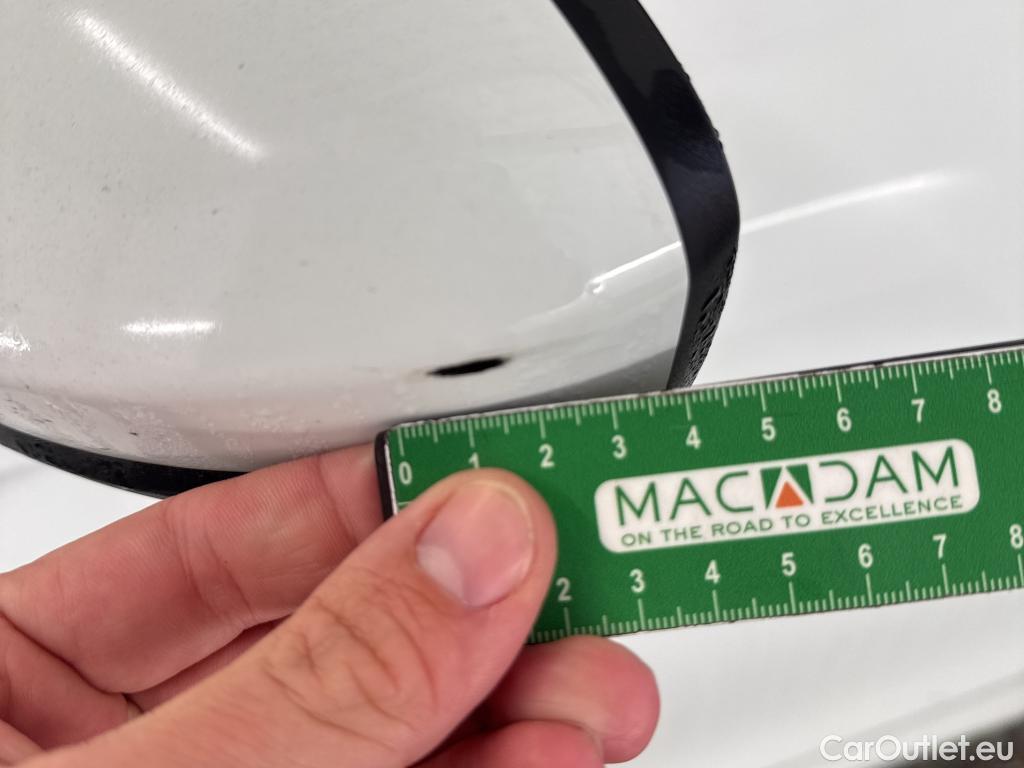 0 1 2 3 4 5 6 7 8
MACADAM
ON THE ROAD TO EXCELLENCE
2 3 4 5 6 7 8
CarOutlet.eu